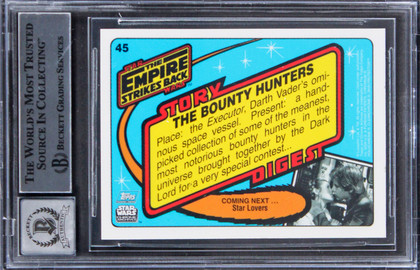 THE WORLD'S MOST TRUSTED
SOURCE IN COLLECTING™
BECKETT GRADING SERVICES
45
STAR
THE
EMPIRE
STRIKES BACK
WARS
STORY
THE BOUNTY HUNTERS
Place: the Executor, Darth Vader's omi-
nous space vessel. Present: a hand-
picked collection of some of the meanest,
most notorious bounty hunters in the
universe brought together by the Dark
Lord for a very special contest...
DIGEST
COMING NEXT ...
Star Lovers
Topps
STAR
WARS